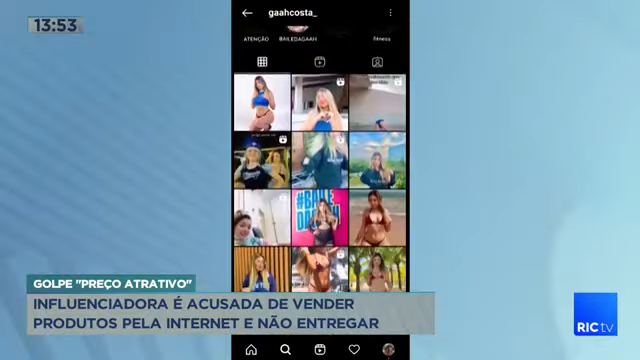 13:53
gaahcosta_
ATENÇÃO
BAILEDAGAAH
fitness
#BAILE
GOLPE "PREÇO ATRATIVO"
INFLUENCIADORA É ACUSADA DE VENDER
PRODUTOS PELA INTERNET E NÃO ENTREGAR
RIC tv